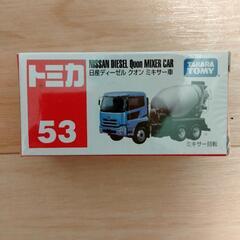 トミカ
53
NISSAN DIESEL Quon MIXER CAR
日産ディーゼル クオン ミキサー車
TAKARA
TOMY
ミキサー回転